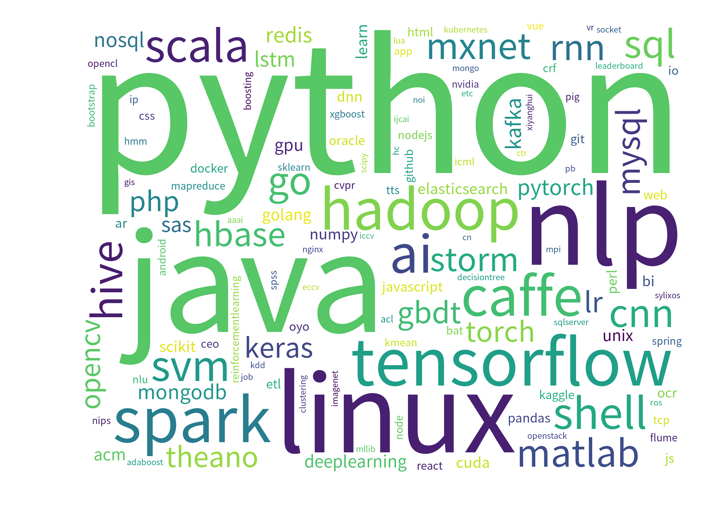 nosql scala redis learn lua html kubernetes vue vr socket
app mxnet rnn sql
opencl lstm boosting mongo crf leaderboard io
bootstrap python dnn xgboost nvidia etc pig
ip css noi kafka xiyanghui mysql
hmm gpu oracle nodejs ijcai git
docker sklearn scipy hc github icml ctr pb
gis mapreduce go cvpr tts elasticsearch pytorch web
php golang hadoop nlp
ar sas aaai hbase numpy iccv cn
hive android java nginx ai storm mpi perl bi
spss eccv javascript decisiontree caffe lr sylixos
reinforcementlearning oyo acl gbdt bat torch sqlserver cnn
opencv scikit ceo keras kmean unix spring
nlu svm kdd job tensorflow
mongodb etl clustering imagenet linux kaggle ocr
nips spark node pandas shell ros tcp
acm adaboost theano mllib deeplearning react cuda openstack matlab flume js